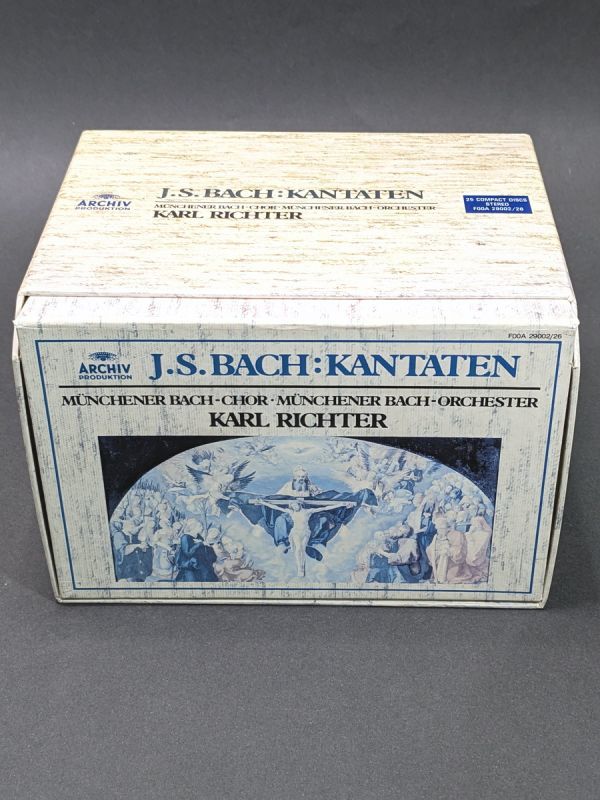 ARCHIV
PRODUKTION
J.S.BACH:KANTATEN
MÜNCHENER BACH-CHOR·MÜNCHENER BACH-ORCHESTER
KARL RICHTER
25 COMPACT DISCS
STEREO
F00A 29002/26
F00A 29002/26
ARCHIV
PRODUKTION
J.S.BACH:KANTATEN
MÜNCHENER BACH-CHOR·MÜNCHENER BACH-ORCHESTER
KARL RICHTER